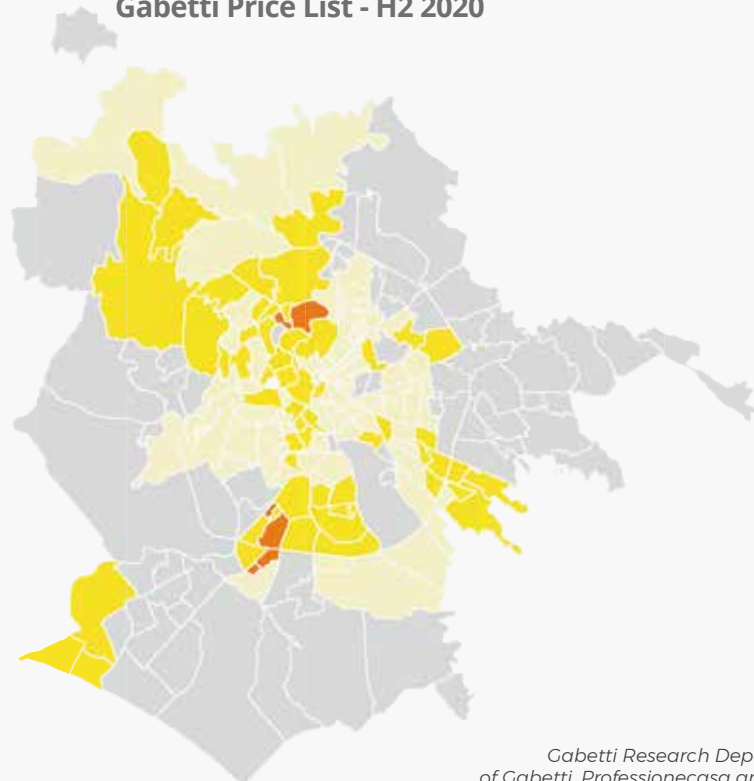 Gabetti Price List - H2 2020
Gabetti Research Dep
of Gabetti, Professionecasa